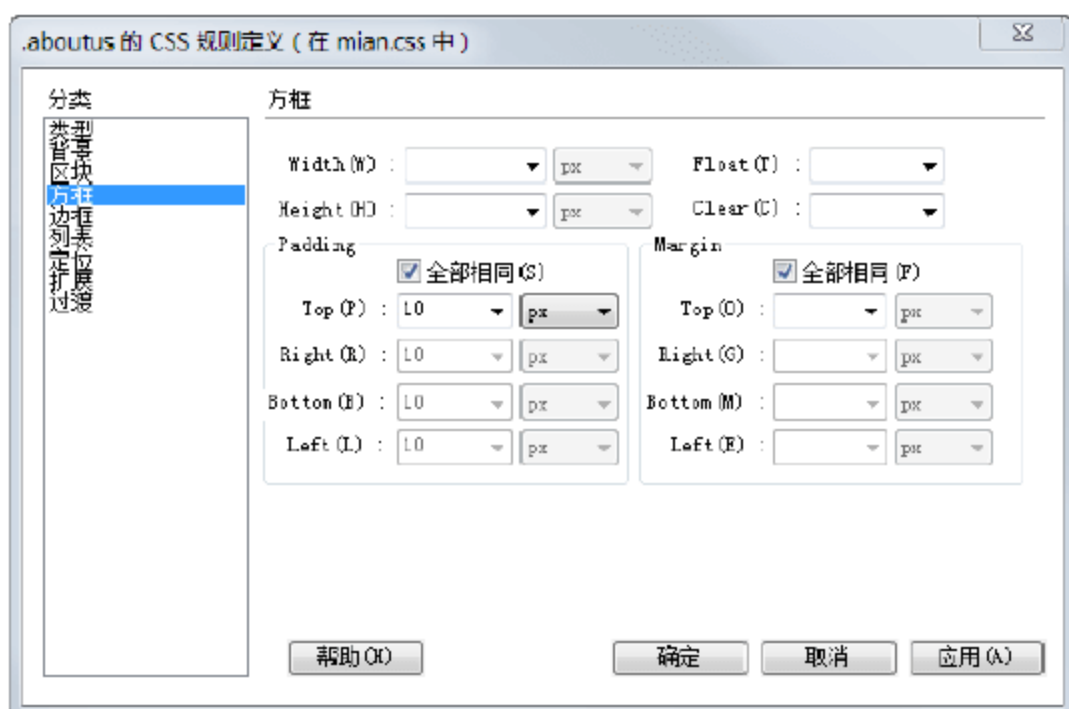 .aboutus 的 CSS 规则定义 ( 在 mian.css 中 )
分类
类型
背景
区块
方框
边框
列表
定位
扩展
过渡
方框
Width(W) : px Float(T) :
Height(H) : px Clear(C) :
Padding Margin
全部相同(S) 全部相同(F)
Top(P) : 10 px Top(O) : px
Right(R) : 10 px Right(G) : px
Bottom(B) : 10 px Bottom(M) : px
Left(L) : 10 px Left(E) : px
帮助(H) 确定 取消 应用(A)